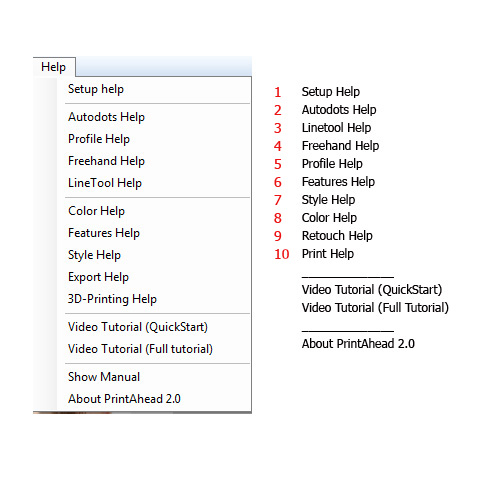 Help
Setup help
Autodots Help
Profile Help
Freehand Help
LineTool Help
Color Help
Features Help
Style Help
Export Help
3D-Printing Help
Video Tutorial (QuickStart)
Video Tutorial (Full tutorial)
Show Manual
About PrintAhead 2.0
1 Setup Help
2 Autodots Help
3 Linetool Help
4 Freehand Help
5 Profile Help
6 Features Help
7 Style Help
8 Color Help
9 Retouch Help
10 Print Help
Video Tutorial (QuickStart)
Video Tutorial (Full Tutorial)
About PrintAhead 2.0